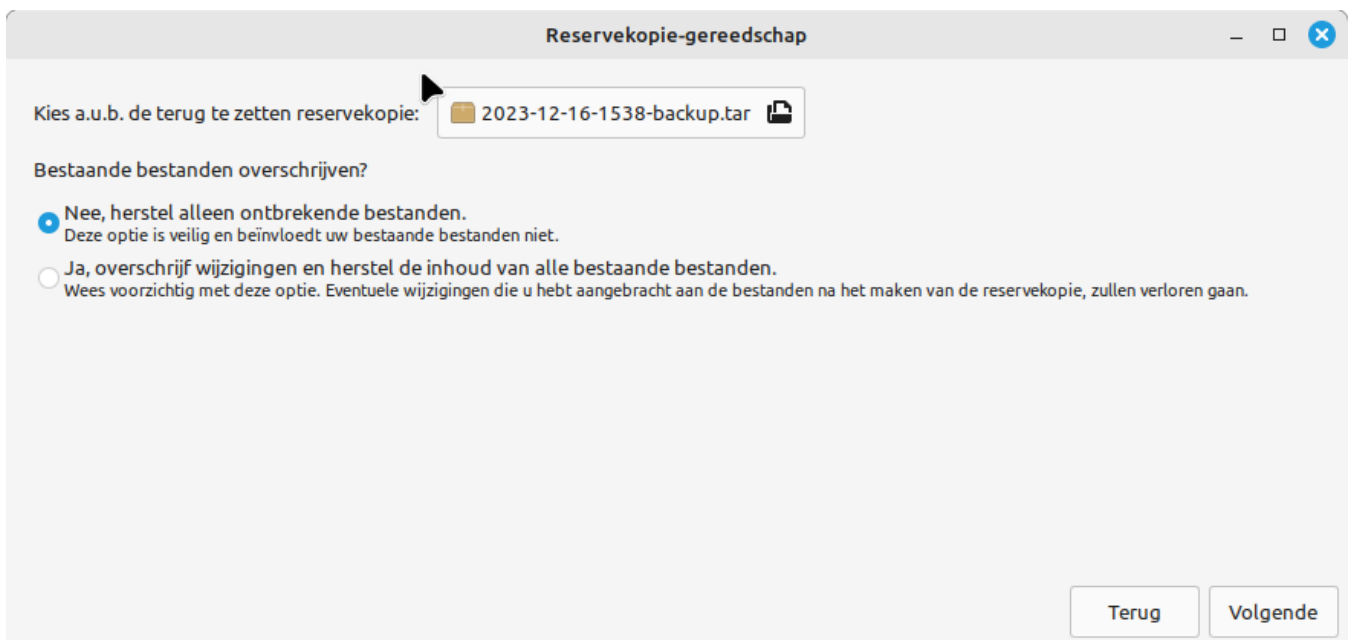 Reservekopie-gereedschap
Kies a.u.b. de terug te zetten reservekopie: 2023-12-16-1538-backup.tar
Bestaande bestanden overschrijven?
Nee, herstel alleen ontbrekende bestanden.
Deze optie is veilig en beïnvloedt uw bestaande bestanden niet.
Ja, overschrijf wijzigingen en herstel de inhoud van alle bestaande bestanden.
Wees voorzichtig met deze optie. Eventuele wijzigingen die u hebt aangebracht aan de bestanden na het maken van de reservekopie, zullen verloren gaan.
Terug Volgende